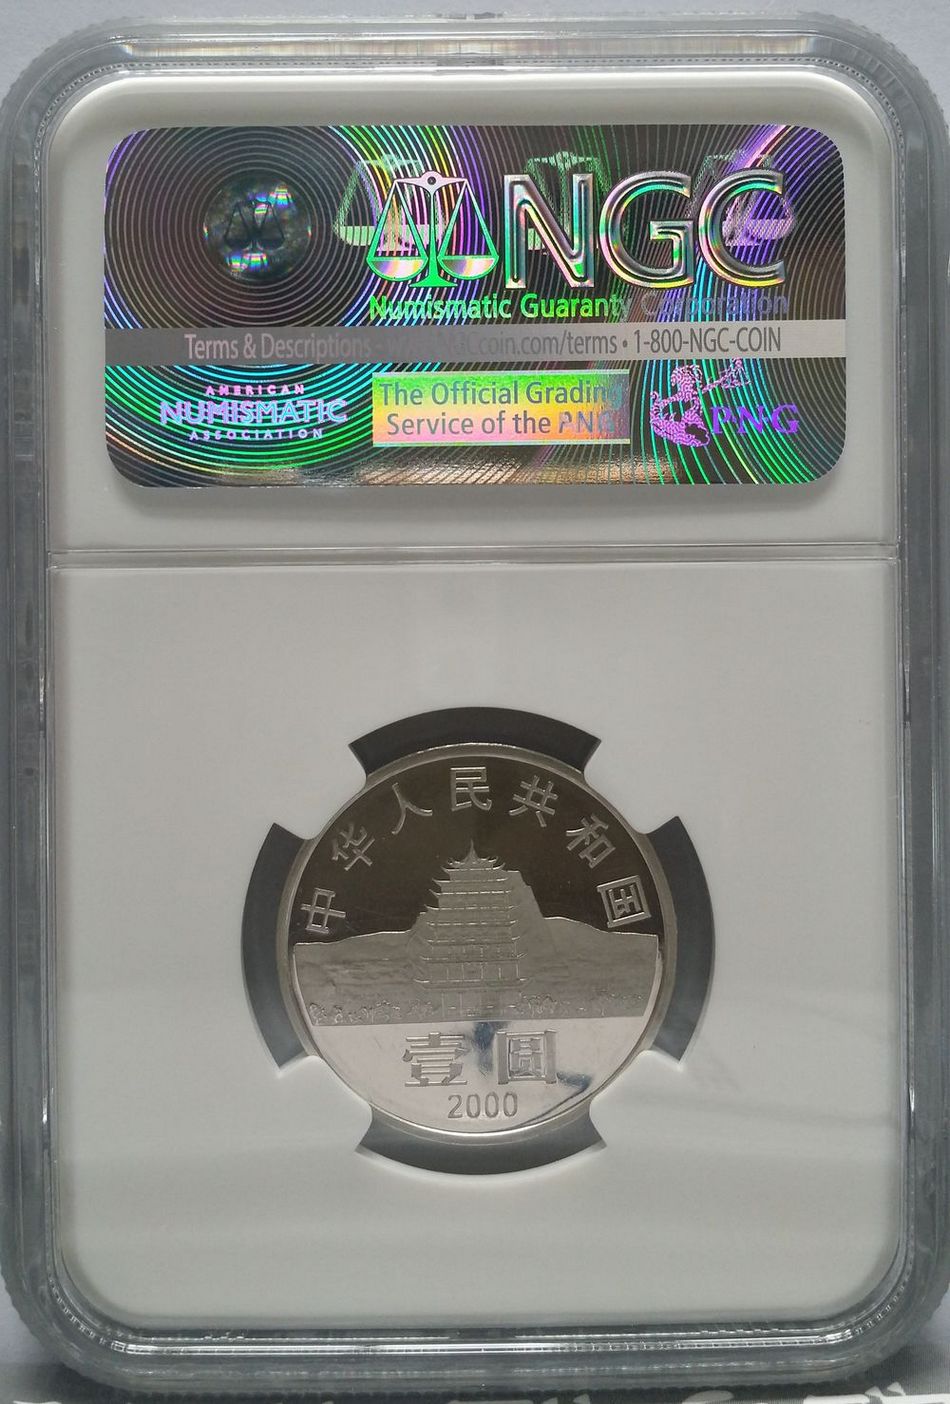 NGC
Numismatic Guaranty Corporation
Terms & Descriptions - www.NGCcoin.com/terms • 1-800-NGC-COIN
AMERICAN
NUMISMATIC
ASSOCIATION
The Official Grading
Service of the PNG
PNG
中华人民共和国
壹圆
2000